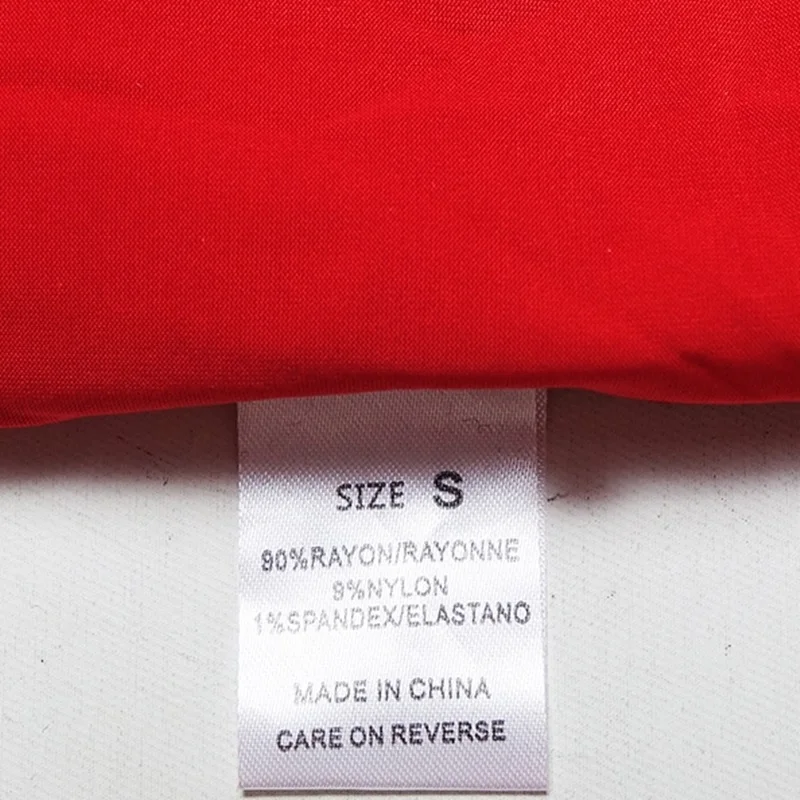 SIZE S
90%RAYON/RAYONNE
9%NYLON
1%SPANDEX/ELASTANO
MADE IN CHINA
CARE ON REVERSE